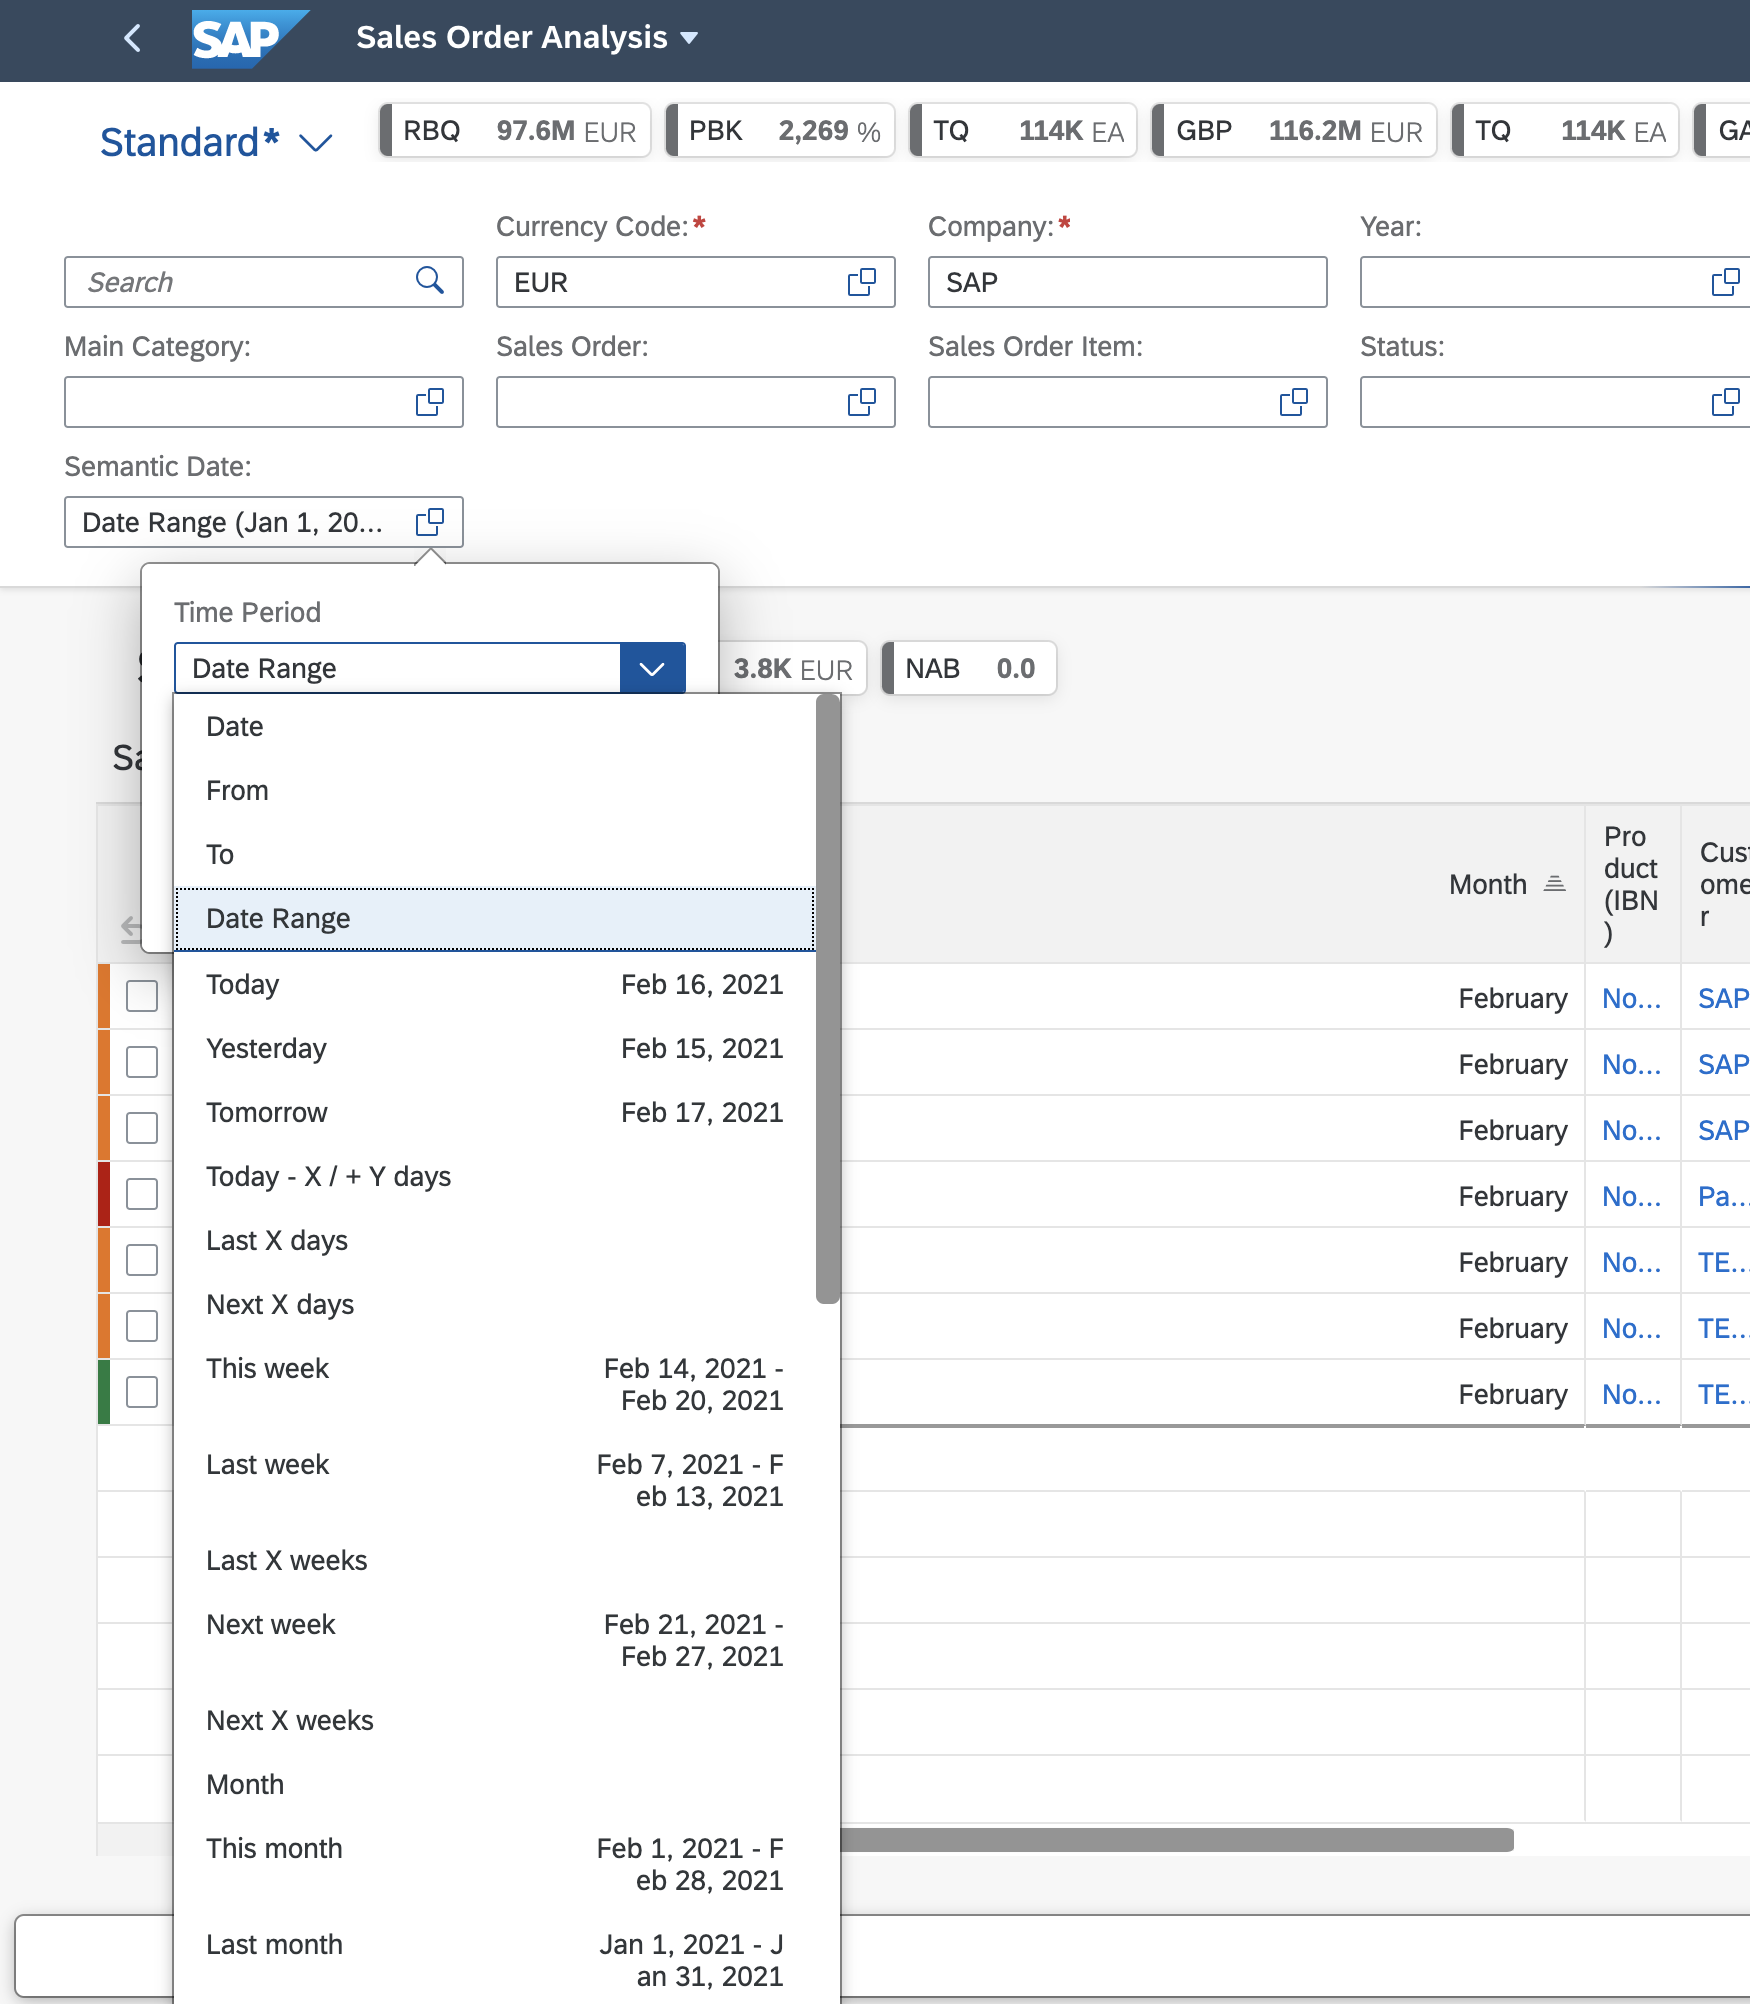 SAP
Sales Order Analysis
Standard*
RBQ 97.6M EUR
PBK 2,269 %
TQ 114K EA
GBP 116.2M EUR
TQ 114K EA
Currency Code:*
Company:*
Year:
Search
EUR
SAP
Main Category:
Sales Order:
Sales Order Item:
Status:
Semantic Date:
Date Range (Jan 1, 20...
Time Period
Date Range
3.8K EUR
NAB 0.0
Date
From
To
Date Range
Today Feb 16, 2021
Yesterday Feb 15, 2021
Tomorrow Feb 17, 2021
Today - X / + Y days
Last X days
Next X days
This week Feb 14, 2021 -
Feb 20, 2021
Last week Feb 7, 2021 - F
eb 13, 2021
Last X weeks
Next week Feb 21, 2021 -
Feb 27, 2021
Next X weeks
Month
This month Feb 1, 2021 - F
eb 28, 2021
Last month Jan 1, 2021 - J
an 31, 2021
Month
Pro
duct
(IBN
)
Cust
ome
r
February No... SAP
February No... SAP
February No... SAP
February No... Pa...
February No... TE...
February No... TE...
February No... TE...